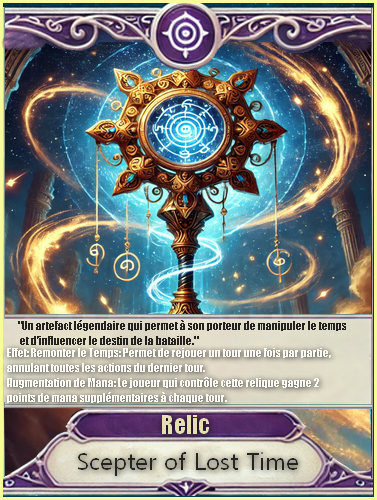 "Un artefact légendaire qui permet à son porteur de manipuler le temps
et d'influencer le destin de la bataille."
Effet: Remonter le Temps: Permet de rejouer un tour une fois par partie,
annulant toutes les actions du dernier tour.
Augmentation de Mana: Le joueur qui contrôle cette relique gagne 2
points de mana supplémentaires à chaque tour.
Relic
Scepter of Lost Time